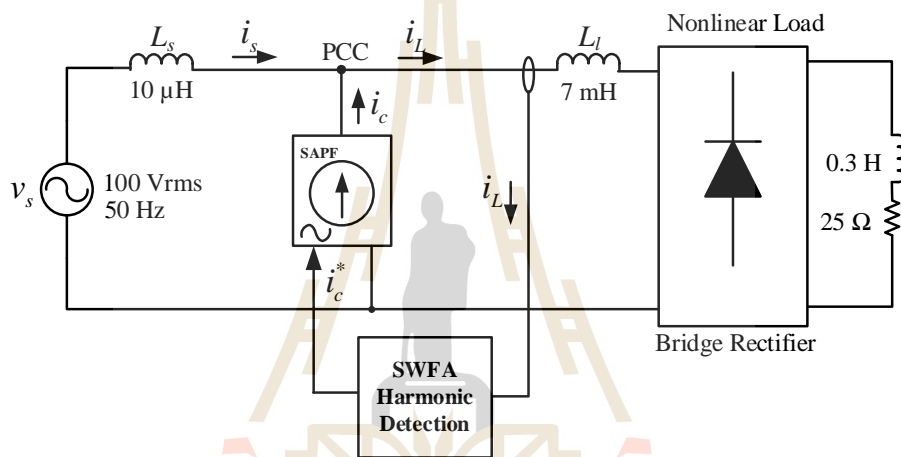 Nonlinear Load
L_s
i_s
PCC
i_L
L_l
10 µH
7 mH
i_c
SAPF
v_s
100 Vrms
50 Hz
i_L
0.3 H
25 Ω
i_c^*
Bridge Rectifier
SWFA
Harmonic
Detection